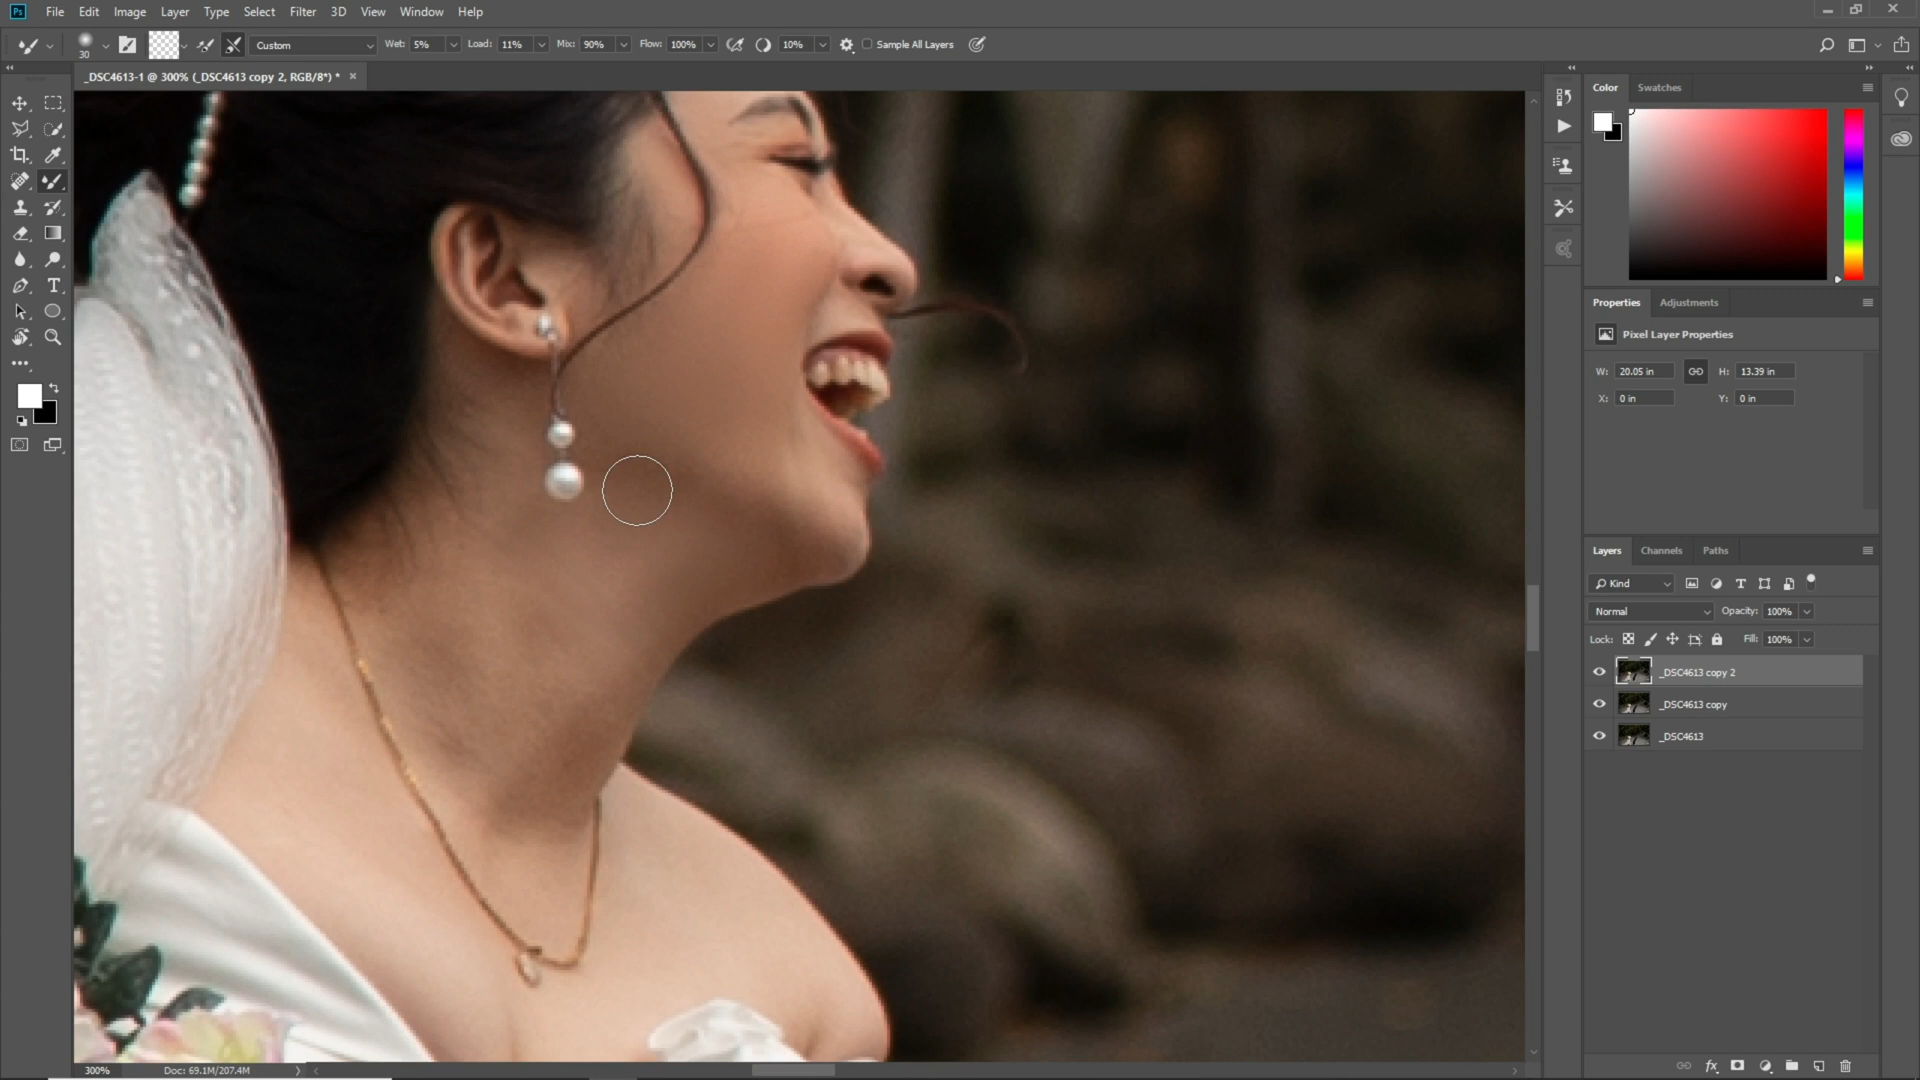 Ps File Edit Image Layer Type Select Filter 3D View Window Help
30 Custom Wet: 5% Load: 11% Mix: 90% Flow: 100% 10% Sample All Layers
_DSC4613-1 @ 300% (_DSC4613 copy 2, RGB/8*) *
Color Swatches
Properties Adjustments
Pixel Layer Properties
W: 20.05 in H: 13.39 in
X: 0 in Y: 0 in
Layers Channels Paths
Kind
Normal Opacity: 100%
Lock: Fill: 100%
_DSC4613 copy 2
_DSC4613 copy
_DSC4613
300% Doc: 69.1M/207.4M